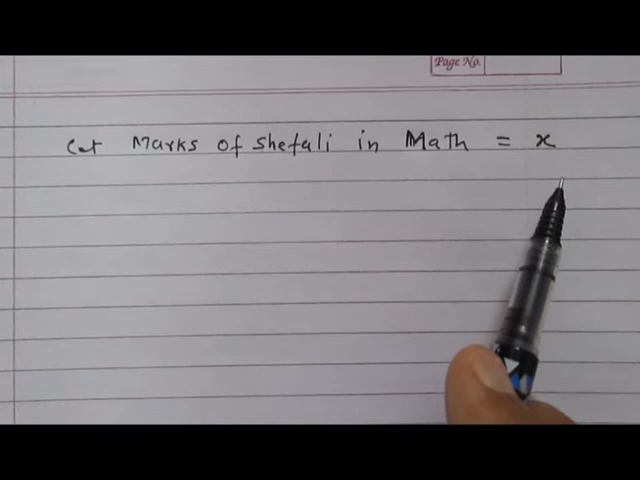 Page No.
Let Marks of Shefali in Math = x